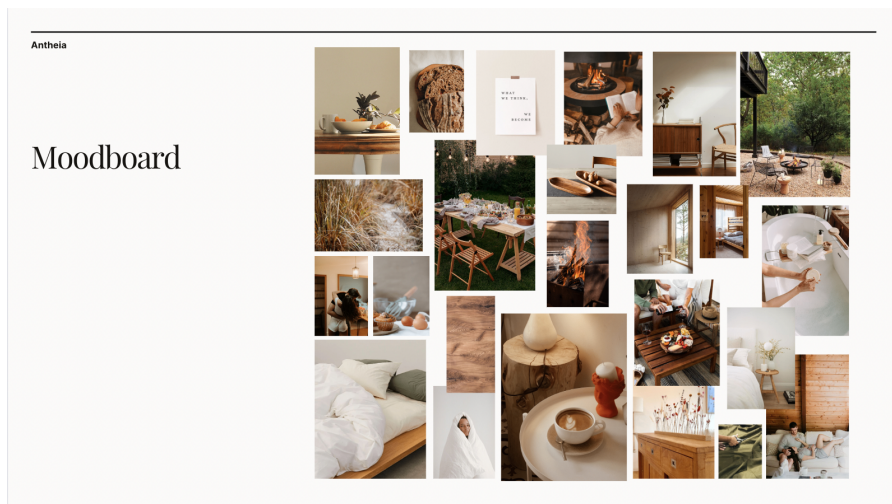 Antheia
Moodboard
WHAT
WE THINK,
WE
BECOME